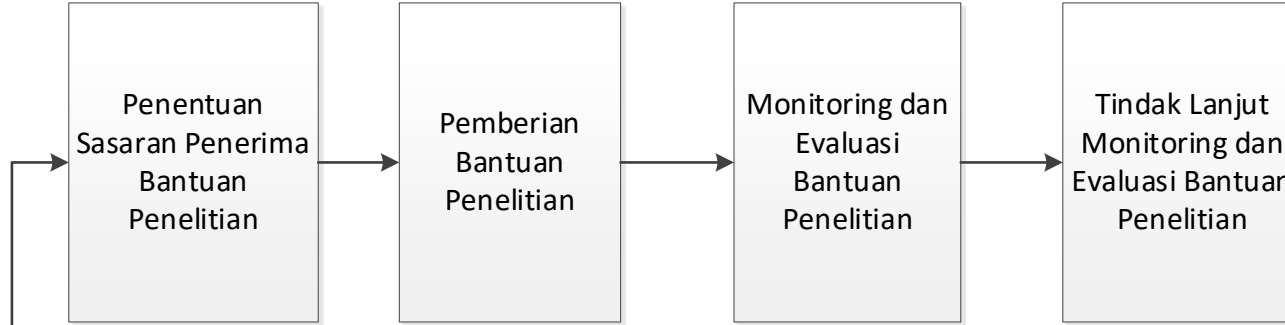 Penentuan
Sasaran Penerima
Bantuan
Penelitian
Pemberian
Bantuan
Penelitian
Monitoring dan
Evaluasi
Bantuan
Penelitian
Tindak Lanjut
Monitoring dan
Evaluasi Bantuan
Penelitian